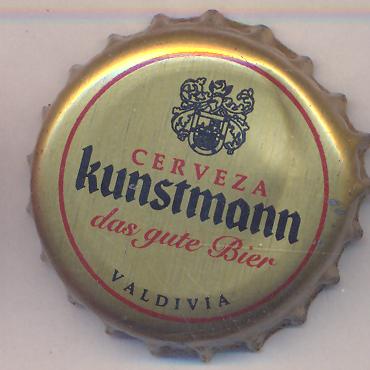 CERVEZA
kunstmann
das gute Bier
VALDIVIA